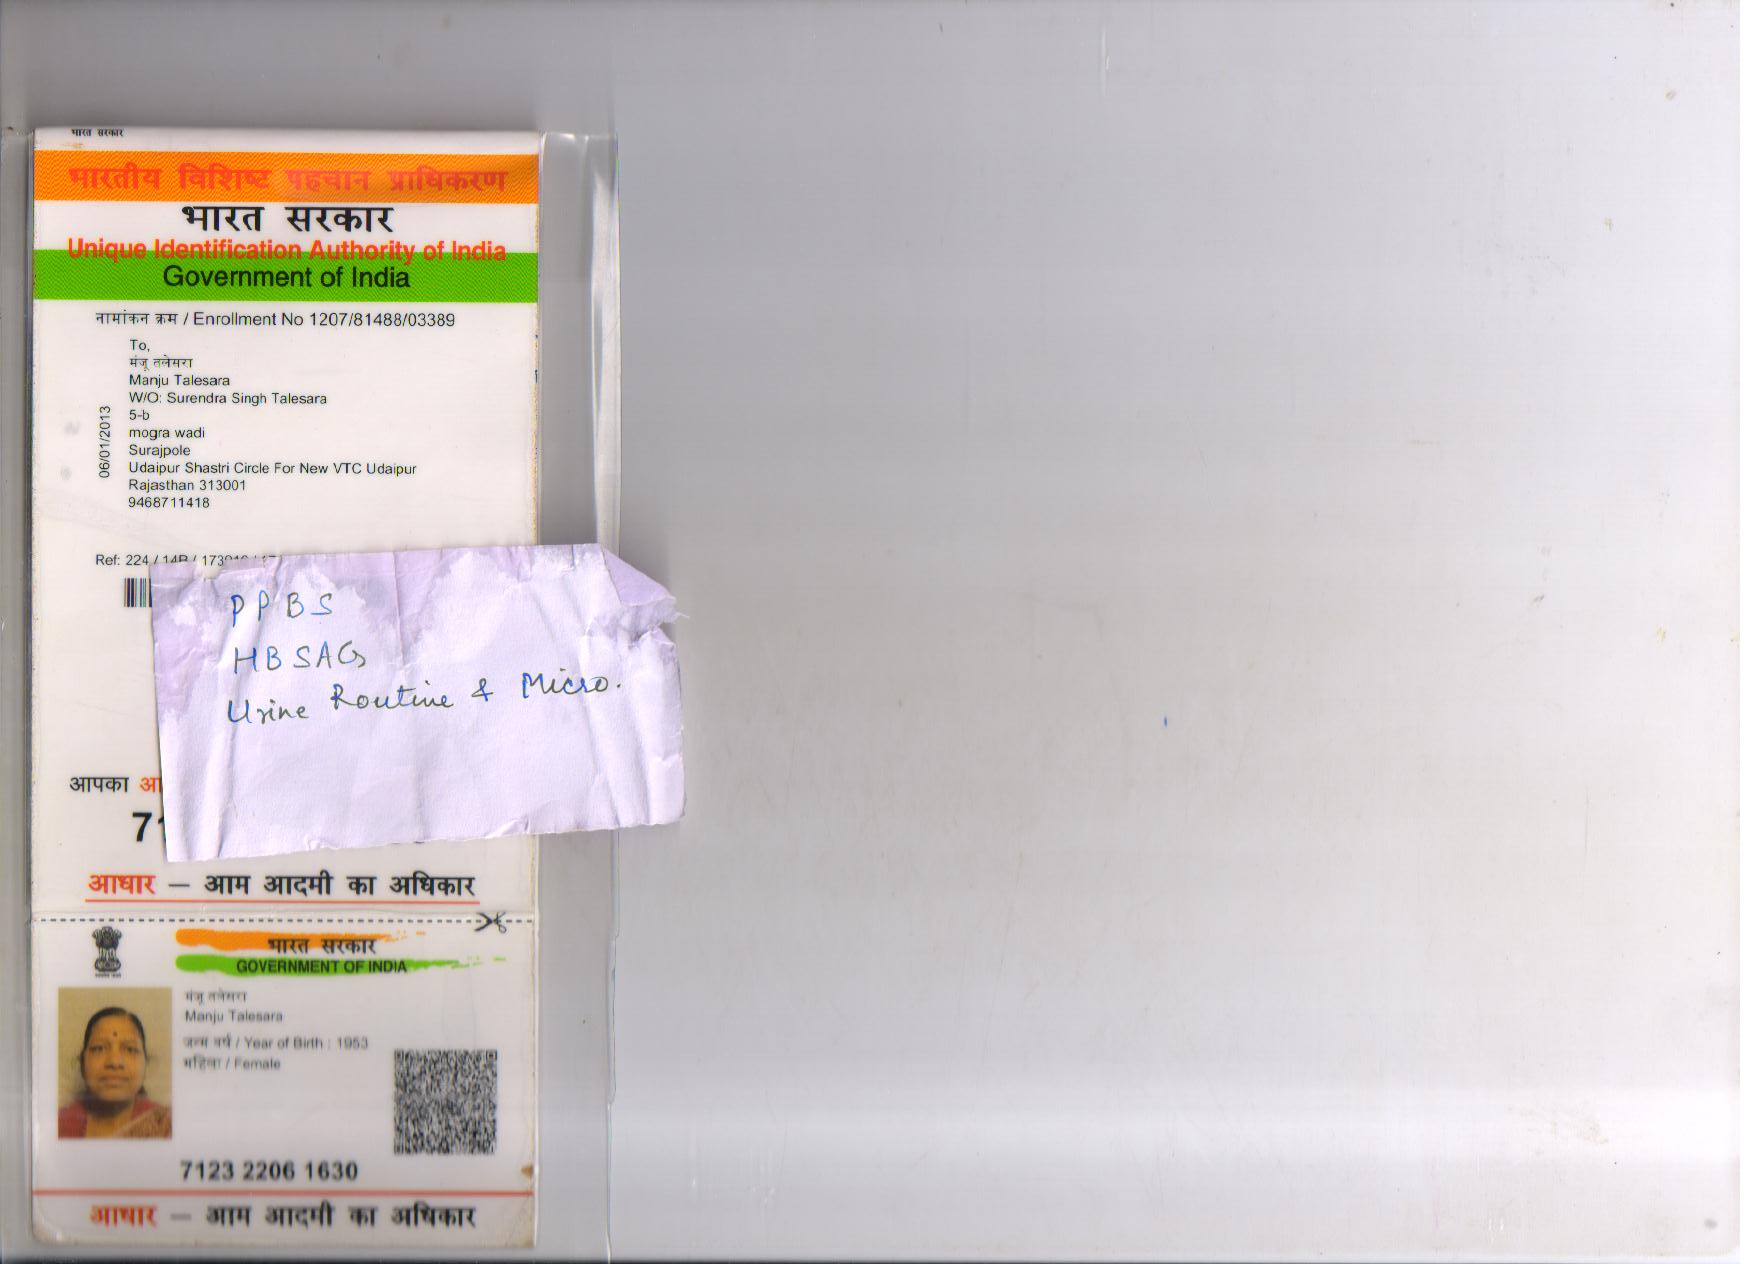 भारत सरकार
भारतीय विशिष्ट पहचान प्राधिकरण
भारत सरकार
Unique Identification Authority of India
Government of India
नामांकन क्रम / Enrollment No 1207/81488/03389
To,
मंजू तलेसरा
Manju Talesara
W/O: Surendra Singh Talesara
5-b
mogra wadi
Surajpole
Udaipur Shastri Circle For New VTC Udaipur
Rajasthan 313001
9468711418
06/01/2013
Ref: 224 / 14B /
PPBS
HBSAG
Urine Routine & Micro.
आपका
आधार — आम आदमी का अधिकार
भारत सरकार
GOVERNMENT OF INDIA
मंजू तलेसरा
Manju Talesara
जन्म वर्ष / Year of Birth : 1953
महिला / Female
7123 2206 1630
आधार — आम आदमी का अधिकार